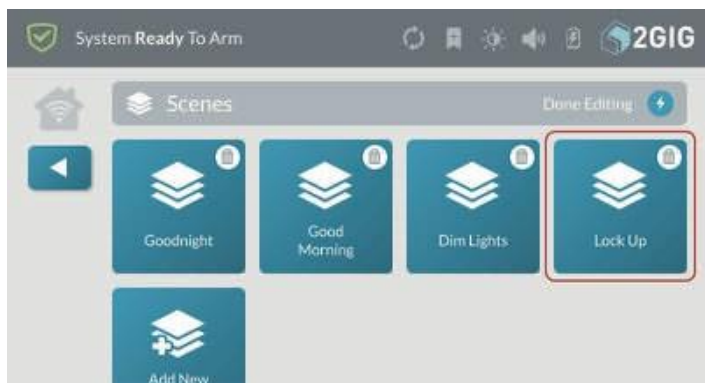 System Ready To Arm
2GIG
Scenes
Done Editing
Goodnight
Good
Morning
Dim Lights
Lock Up
Add New